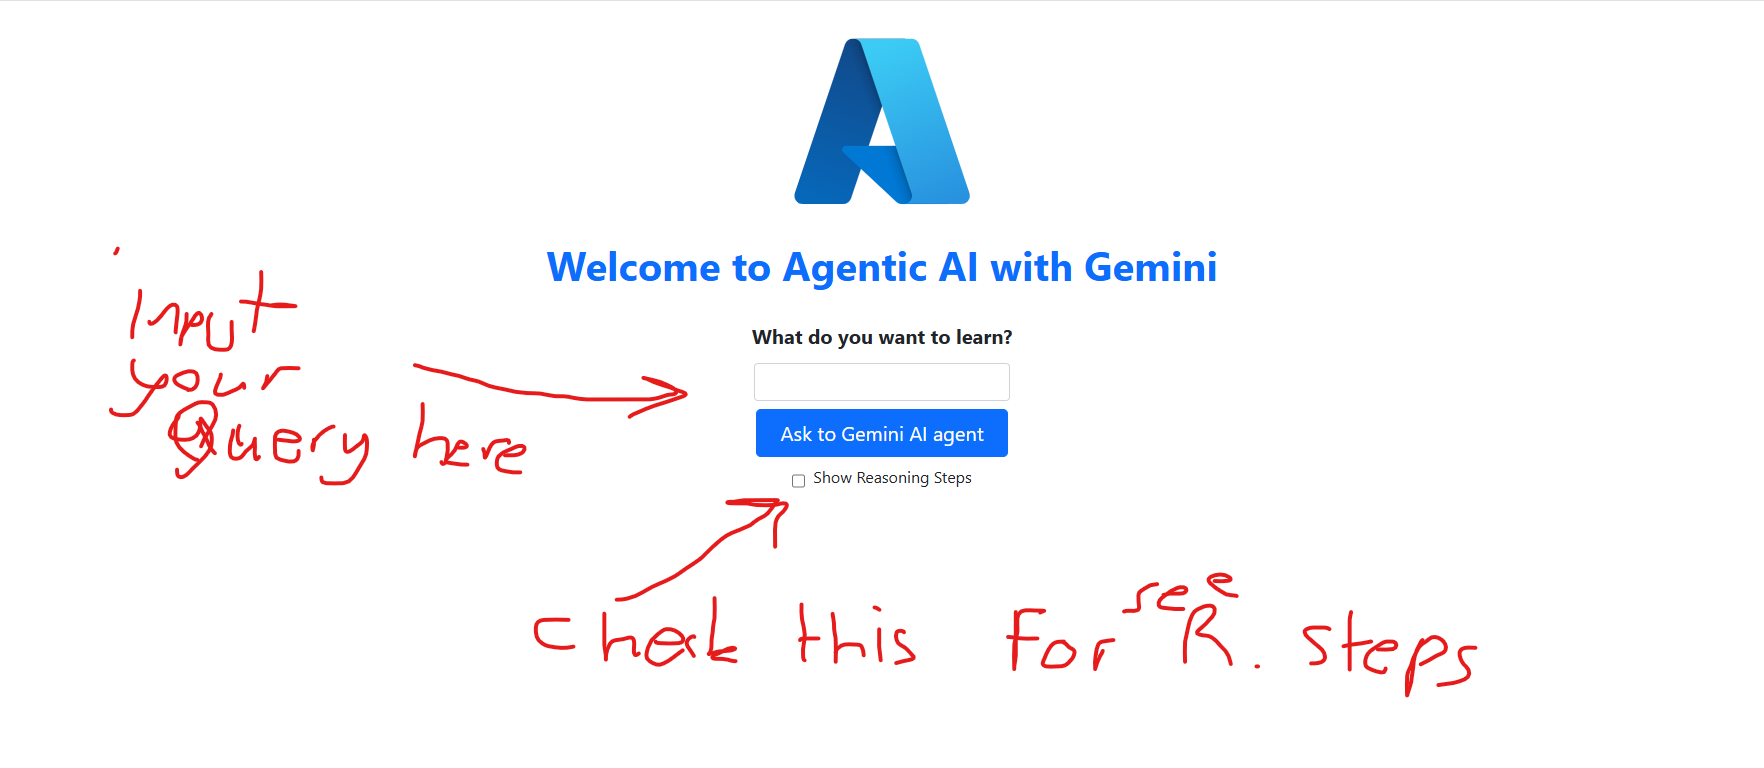 Welcome to Agentic AI with Gemini
What do you want to learn?
Ask to Gemini AI agent
Show Reasoning Steps
input
your
Query here
check this for see R. steps